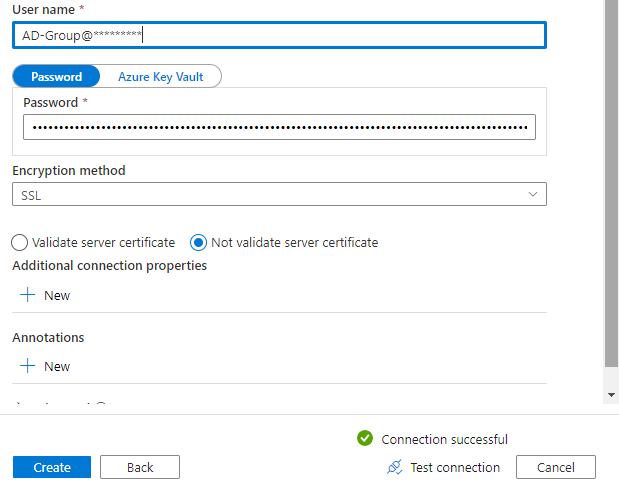 User name *
AD-Group@*********
Password Azure Key Vault
Password *
Encryption method
SSL
Validate server certificate Not validate server certificate
Additional connection properties
New
Annotations
New
Connection successful
Create Back Test connection Cancel